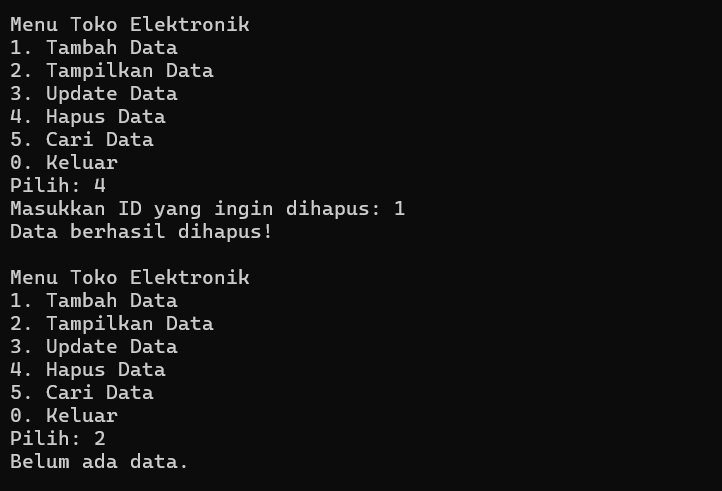 Menu Toko Elektronik
1. Tambah Data
2. Tampilkan Data
3. Update Data
4. Hapus Data
5. Cari Data
0. Keluar
Pilih: 4
Masukkan ID yang ingin dihapus: 1
Data berhasil dihapus!

Menu Toko Elektronik
1. Tambah Data
2. Tampilkan Data
3. Update Data
4. Hapus Data
5. Cari Data
0. Keluar
Pilih: 2
Belum ada data.